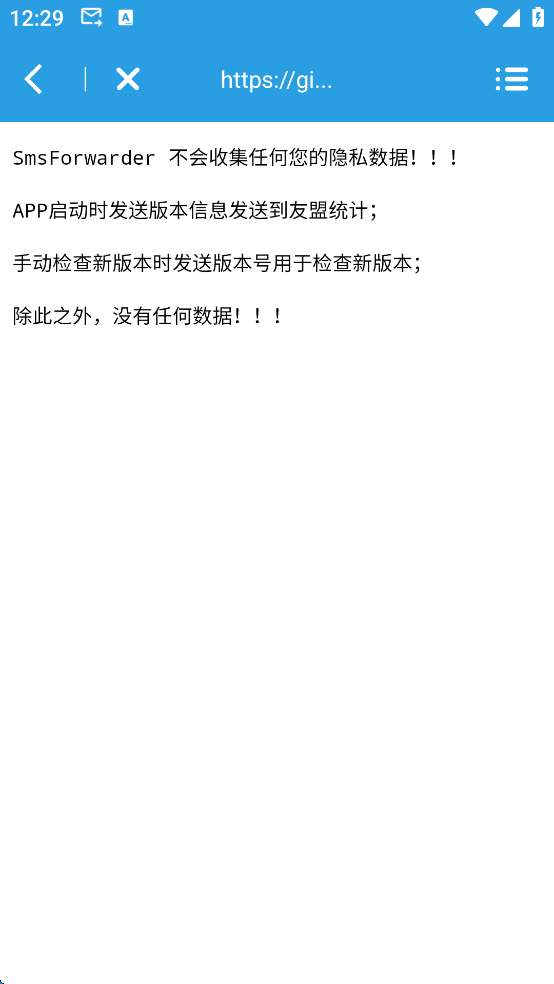 12:29
https://gi...
SmsForwarder 不会收集任何您的隐私数据！！！
APP启动时发送版本信息发送到友盟统计；
手动检查新版本时发送版本号用于检查新版本；
除此之外，没有任何数据！！！